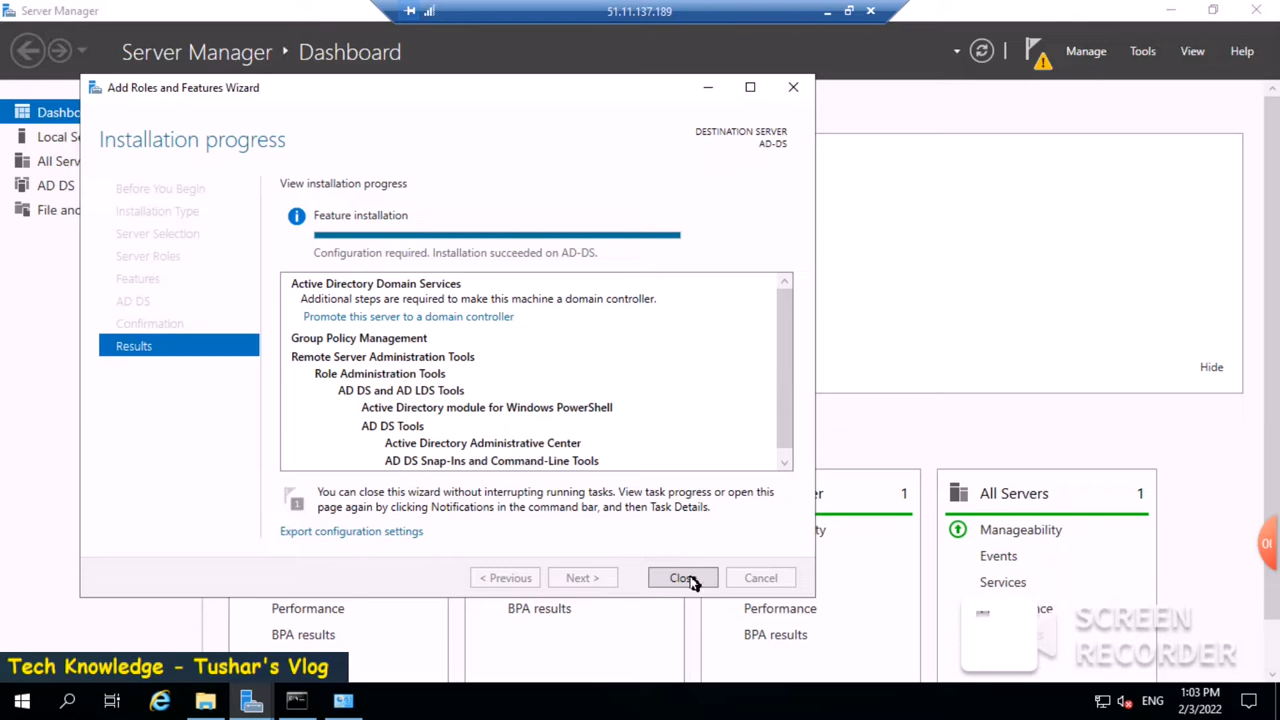 Server Manager
51.11.137.189
Server Manager ‣ Dashboard
Manage
Tools
View
Help
Add Roles and Features Wizard
Installation progress
DESTINATION SERVER
AD-DS
Before You Begin
Installation Type
Server Selection
Server Roles
Features
AD DS
Confirmation
Results
View installation progress
Feature installation
Configuration required. Installation succeeded on AD-DS.
Active Directory Domain Services
Additional steps are required to make this machine a domain controller.
Promote this server to a domain controller
Group Policy Management
Remote Server Administration Tools
Role Administration Tools
AD DS and AD LDS Tools
Active Directory module for Windows PowerShell
AD DS Tools
Active Directory Administrative Center
AD DS Snap-Ins and Command-Line Tools
1
You can close this wizard without interrupting running tasks. View task progress or open this
page again by clicking Notifications in the command bar, and then Task Details.
Export configuration settings
< Previous
Next >
Cancel
AD DS
Hide
1
All Servers
1
Manageability
Events
Services
Performance
BPA results
BPA results
Performance
BPA results
SCREEN
RECORDER
Tech Knowledge - Tushar's Vlog
ENG
1:03 PM
2/3/2022